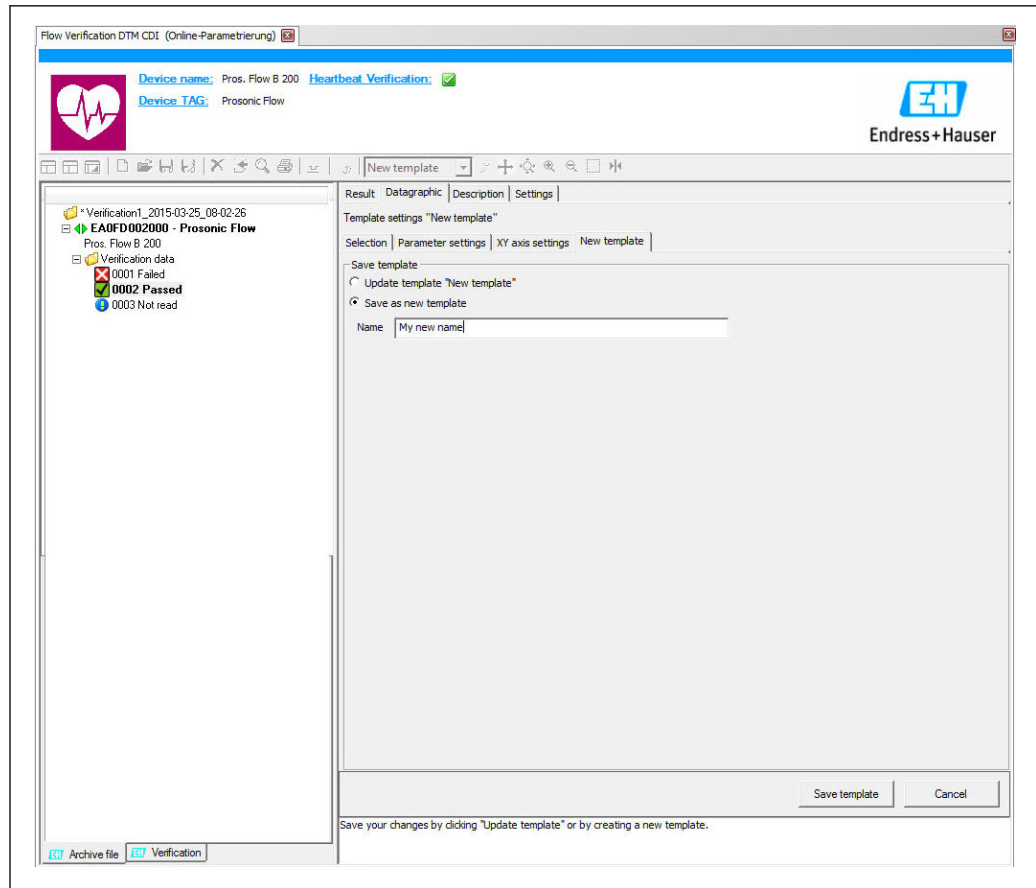 Flow Verification DTM CDI (Online-Parametrierung)
Device name: Pros. Flow B 200 Heartbeat Verification:
Device TAG: Prosonic Flow
EH
Endress+Hauser
New template
* Verification1_2015-03-25_08-02-26
EA0FD002000 - Prosonic Flow
Pros. Flow B 200
Verification data
0001 Failed
0002 Passed
0003 Not read
Result Datagraphic Description Settings
Template settings "New template"
Selection Parameter settings XY axis settings New template
Save template
Update template "New template"
Save as new template
Name My new name
Save template Cancel
Save your changes by clicking "Update template" or by creating a new template.
EH Archive file EH Verification